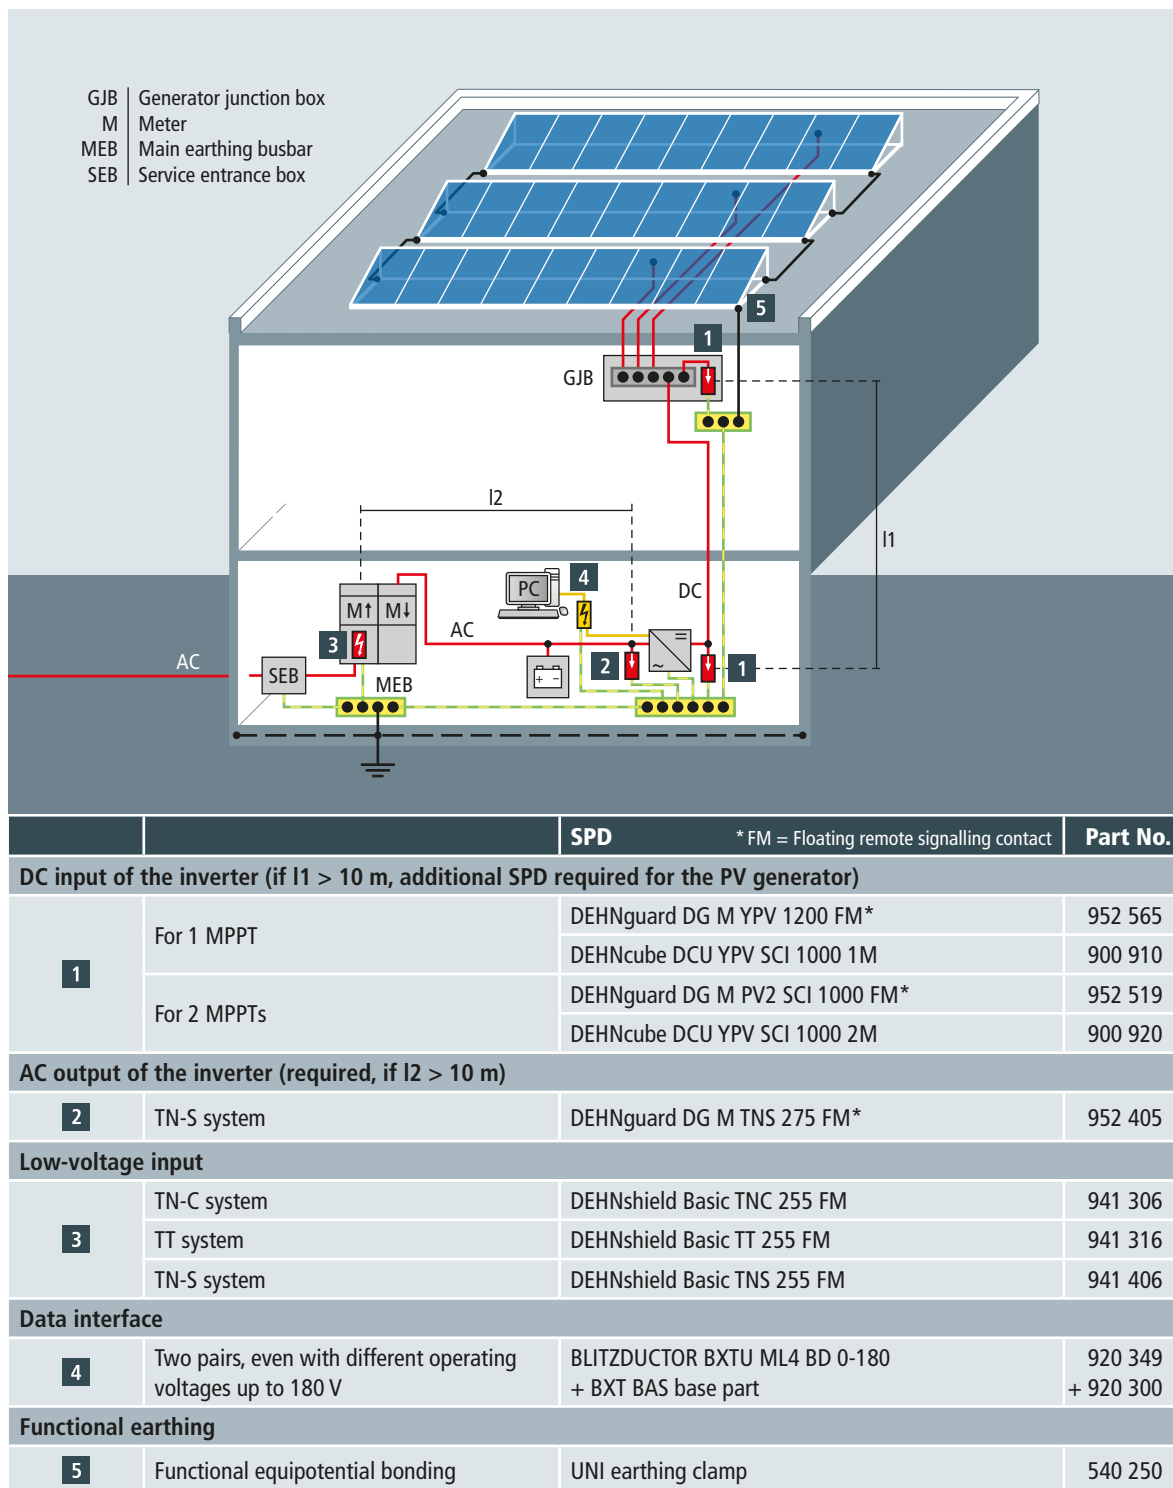 GJB Generator junction box
M Meter
MEB Main earthing busbar
SEB Service entrance box
5
1
GJB
l2
l1
4
PC
DC
M↑ M↓
AC
3
AC
2
1
SEB
MEB
SPD * FM = Floating remote signalling contact Part No.
DC input of the inverter (if l1 > 10 m, additional SPD required for the PV generator)
1
For 1 MPPT
DEHNguard DG M YPV 1200 FM* 952 565
DEHNcube DCU YPV SCI 1000 1M 900 910
For 2 MPPTs
DEHNguard DG M PV2 SCI 1000 FM* 952 519
DEHNcube DCU YPV SCI 1000 2M 900 920
AC output of the inverter (required, if l2 > 10 m)
2 TN-S system DEHNguard DG M TNS 275 FM* 952 405
Low-voltage input
3
TN-C system DEHNshield Basic TNC 255 FM 941 306
TT system DEHNshield Basic TT 255 FM 941 316
TN-S system DEHNshield Basic TNS 255 FM 941 406
Data interface
4
Two pairs, even with different operating BLITZDUCTOR BXTU ML4 BD 0-180 920 349
voltages up to 180 V + BXT BAS base part + 920 300
Functional earthing
5 Functional equipotential bonding UNI earthing clamp 540 250